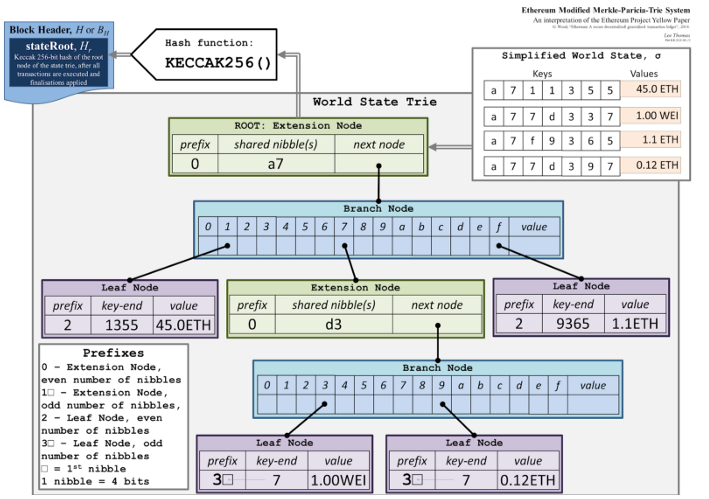 Ethereum Modified Merkle-Paricia-Trie System
An interpretation of the Ethereum Project Yellow Paper
Lee Thomas
Block Header, H or B_H
stateRoot, H_r
Keccak 256-bit hash of the root
node of the state trie, after all
transactions are executed and
finalisations applied
Hash function:
KECCAK256()
Simplified World State, σ
Keys Values
a 7 1 1 3 5 5 45.0 ETH
a 7 7 d 3 3 7 1.00 WEI
a 7 f 9 3 6 5 1.1 ETH
a 7 7 d 3 9 7 0.12 ETH
World State Trie
ROOT: Extension Node
prefix shared nibble(s) next node
0 a7
Branch Node
0 1 2 3 4 5 6 7 8 9 a b c d e f value
Leaf Node
prefix key-end value
2 1355 45.0ETH
Extension Node
prefix shared nibble(s) next node
0 d3
Leaf Node
prefix key-end value
2 9365 1.1ETH
Prefixes
0 - Extension Node,
even number of nibbles
1□ - Extension Node,
odd number of nibbles,
2 - Leaf Node, even
number of nibbles
3□ - Leaf Node, odd
number of nibbles
□ = 1st nibble
1 nibble = 4 bits
Branch Node
0 1 2 3 4 5 6 7 8 9 a b c d e f value
Leaf Node
prefix key-end value
3□ 7 1.00WEI
Leaf Node
prefix key-end value
3□ 7 0.12ETH